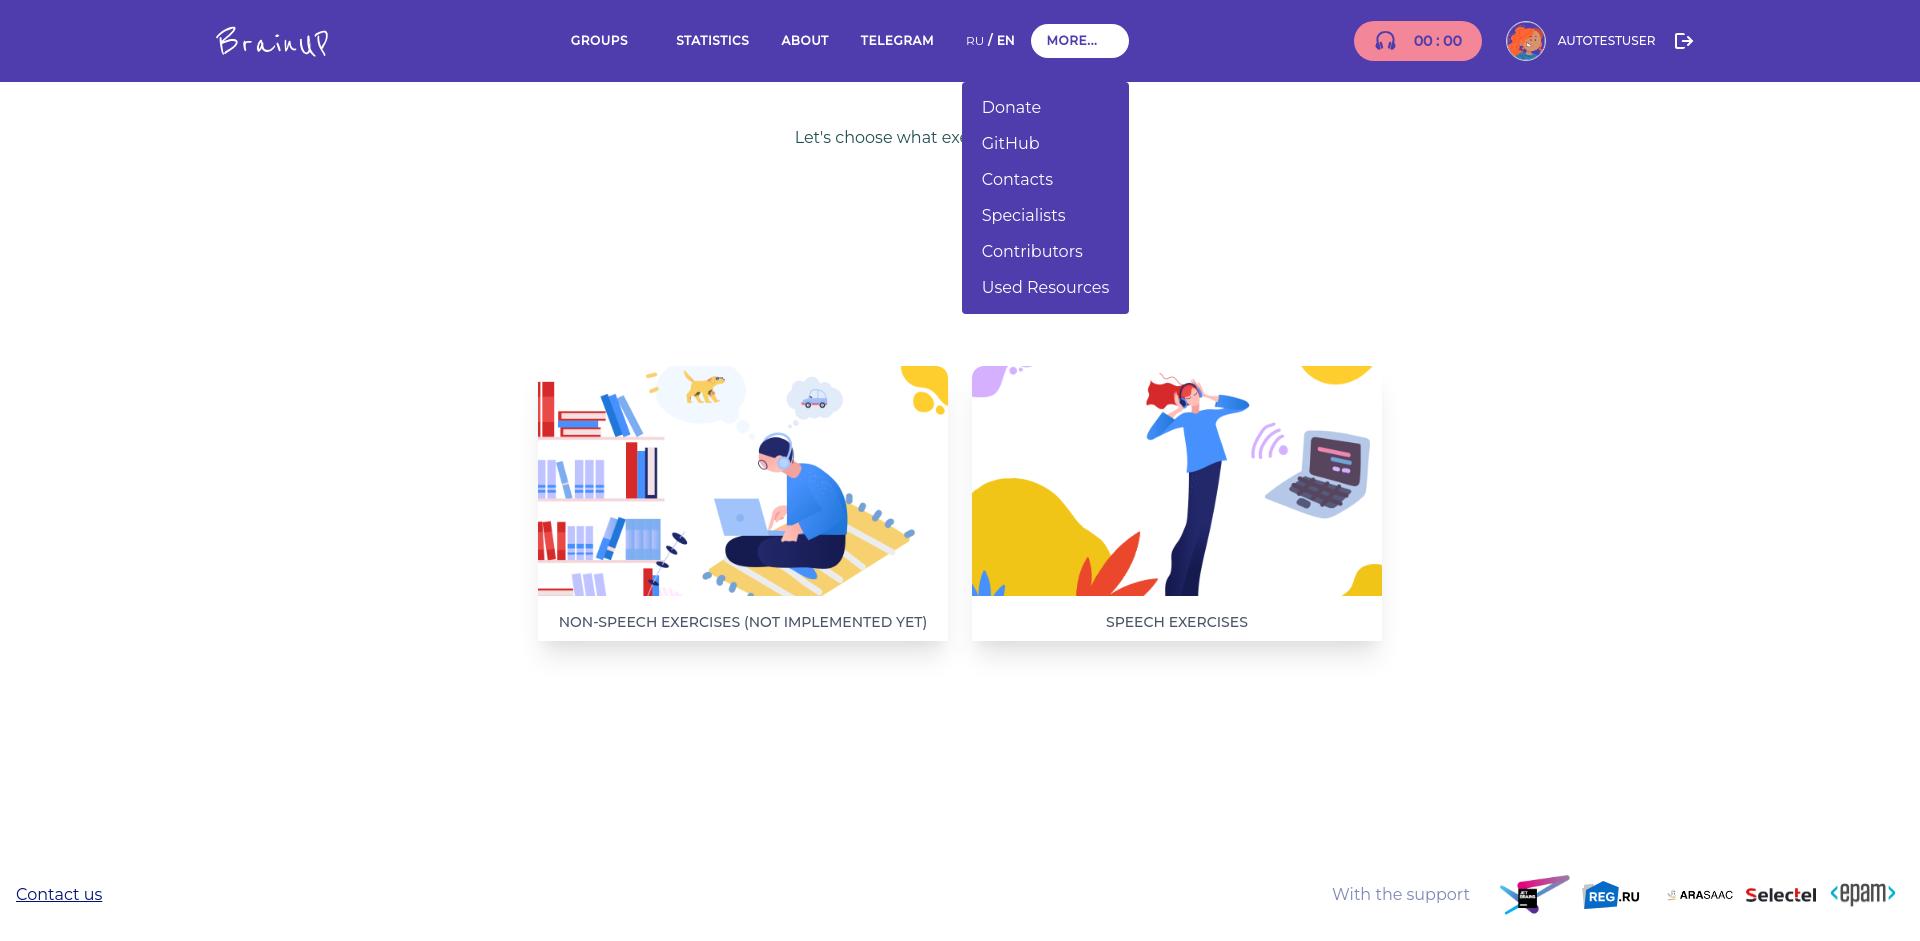 BrainUP
GROUPS
STATISTICS
ABOUT
TELEGRAM
RU / EN
MORE...
00 : 00
AUTOTESTUSER
Let's choose what
Donate
GitHub
Contacts
Specialists
Contributors
Used Resources
NON-SPEECH EXERCISES (NOT IMPLEMENTED YET)
SPEECH EXERCISES
Contact us
With the support
JET
BRAINS
REG.RU
ARASAAC
Selectel
<epam>